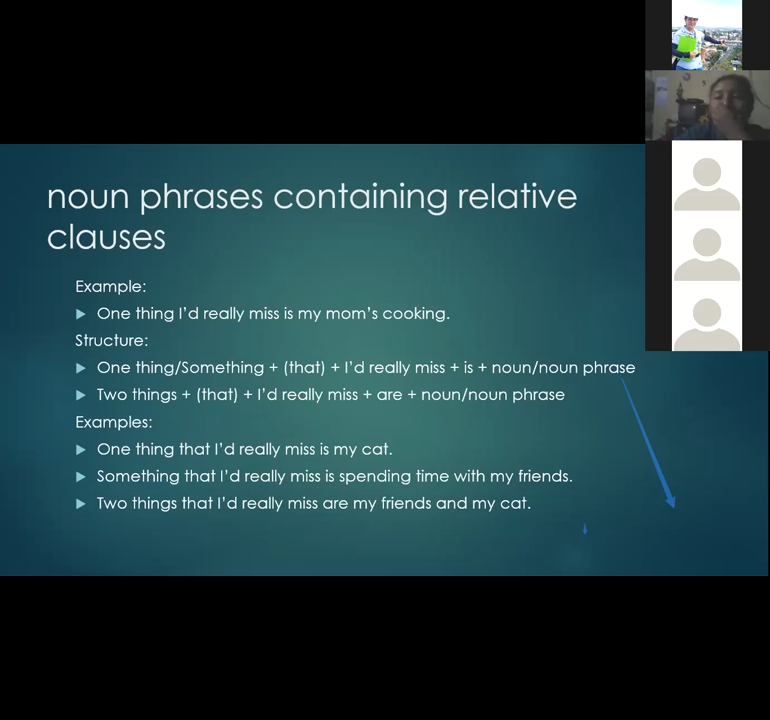 noun phrases containing relative
clauses
Example:
One thing I'd really miss is my mom's cooking.
Structure:
One thing/Something + (that) + I'd really miss + is + noun/noun phrase
Two things + (that) + I'd really miss + are + noun/noun phrase
Examples:
One thing that I'd really miss is my cat.
Something that I'd really miss is spending time with my friends.
Two things that I'd really miss are my friends and my cat.